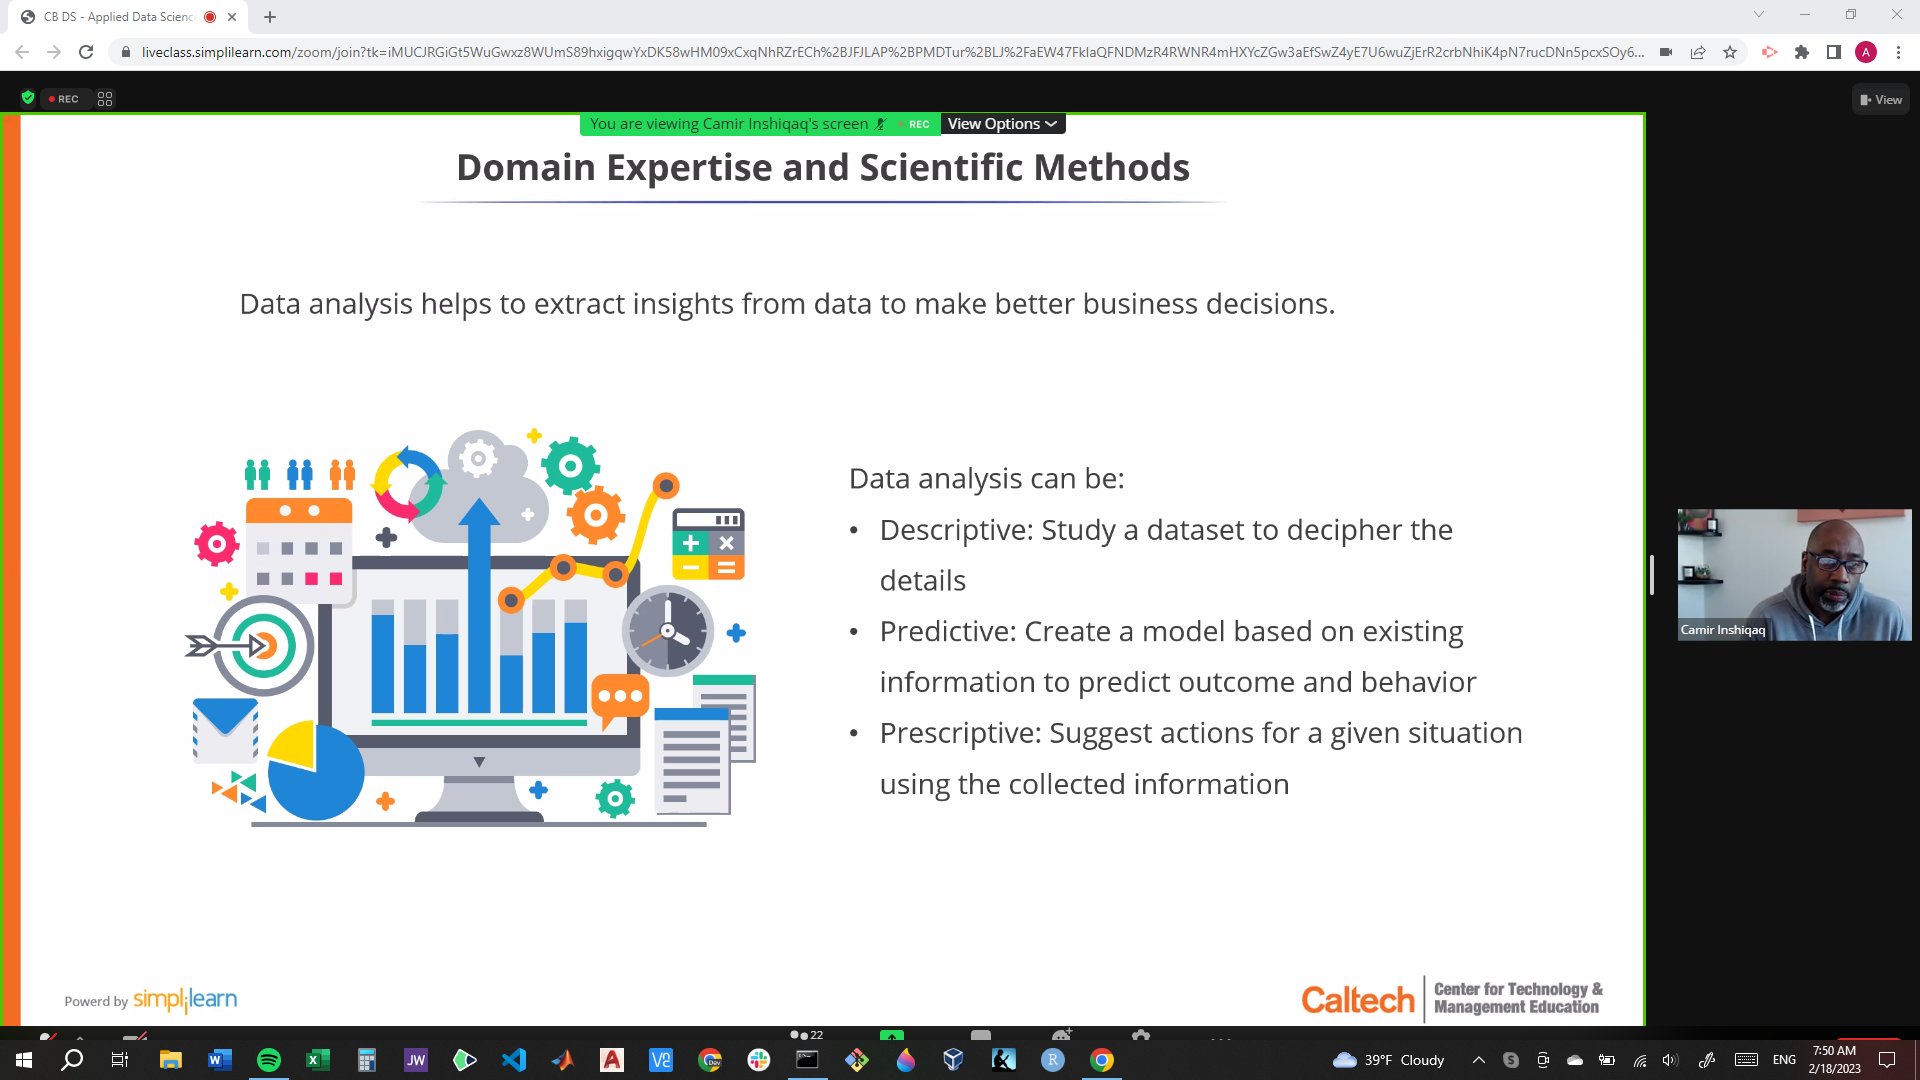 CB DS - Applied Data Scienc
liveclass.simplilearn.com/zoom/join?tk=iMUCJRGiGt5WuGwxz8WUmS89hxigqwYxDK58wHM09xCxqNhRZrECh%2BJFJLAP%2BPMDTur%2BLJ%2FaEW47FklaQFNDMzR4RWNR4mHXYcZGw3aEfSwZ4yE7U6wuZjErR2crbNhiK4pN7rucDNn5pcxSOy6...
A
REC
View
You are viewing Camir Inshiqaq's screen
REC
View Options
Domain Expertise and Scientific Methods
Data analysis helps to extract insights from data to make better business decisions.
Data analysis can be:
• Descriptive: Study a dataset to decipher the
details
• Predictive: Create a model based on existing
information to predict outcome and behavior
• Prescriptive: Suggest actions for a given situation
using the collected information
Camir Inshiqaq
Powerd by simplilearn
Caltech
Center for Technology &
Management Education
22
39°F Cloudy
ENG
7:50 AM
2/18/2023